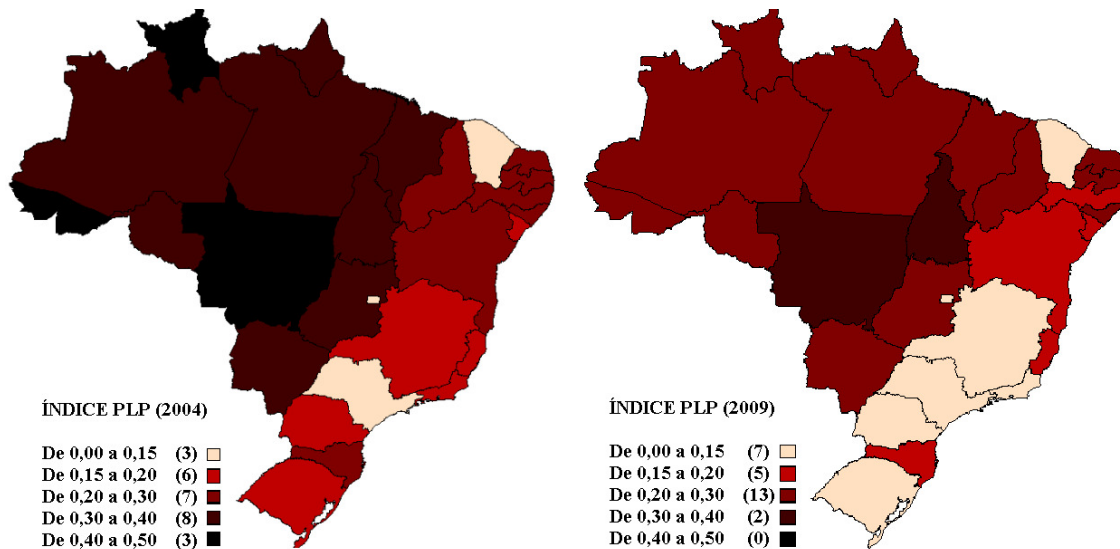 ÍNDICE PLP (2004)
De 0,00 a 0,15 (3)
De 0,15 a 0,20 (6)
De 0,20 a 0,30 (7)
De 0,30 a 0,40 (8)
De 0,40 a 0,50 (3)
ÍNDICE PLP (2009)
De 0,00 a 0,15 (7)
De 0,15 a 0,20 (5)
De 0,20 a 0,30 (13)
De 0,30 a 0,40 (2)
De 0,40 a 0,50 (0)